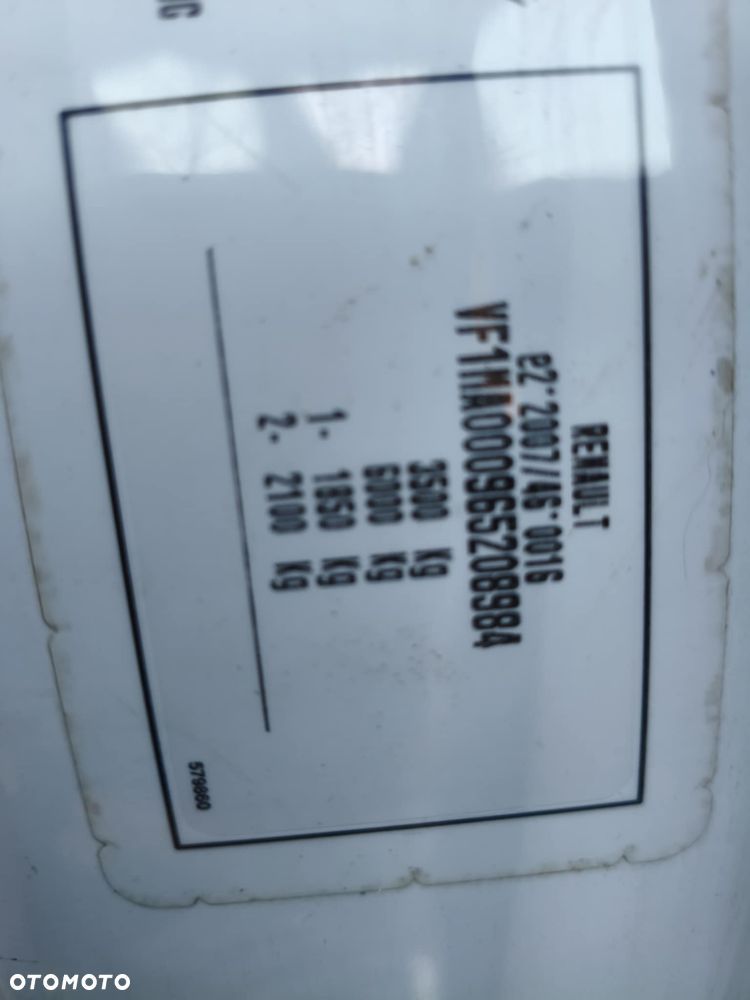 RENAULT
e2*2007//46*0016
VF1MA000965208984
3500 Kg
6000 Kg
1- 1850 Kg
2- 2100 Kg
579860
OTOMOTO